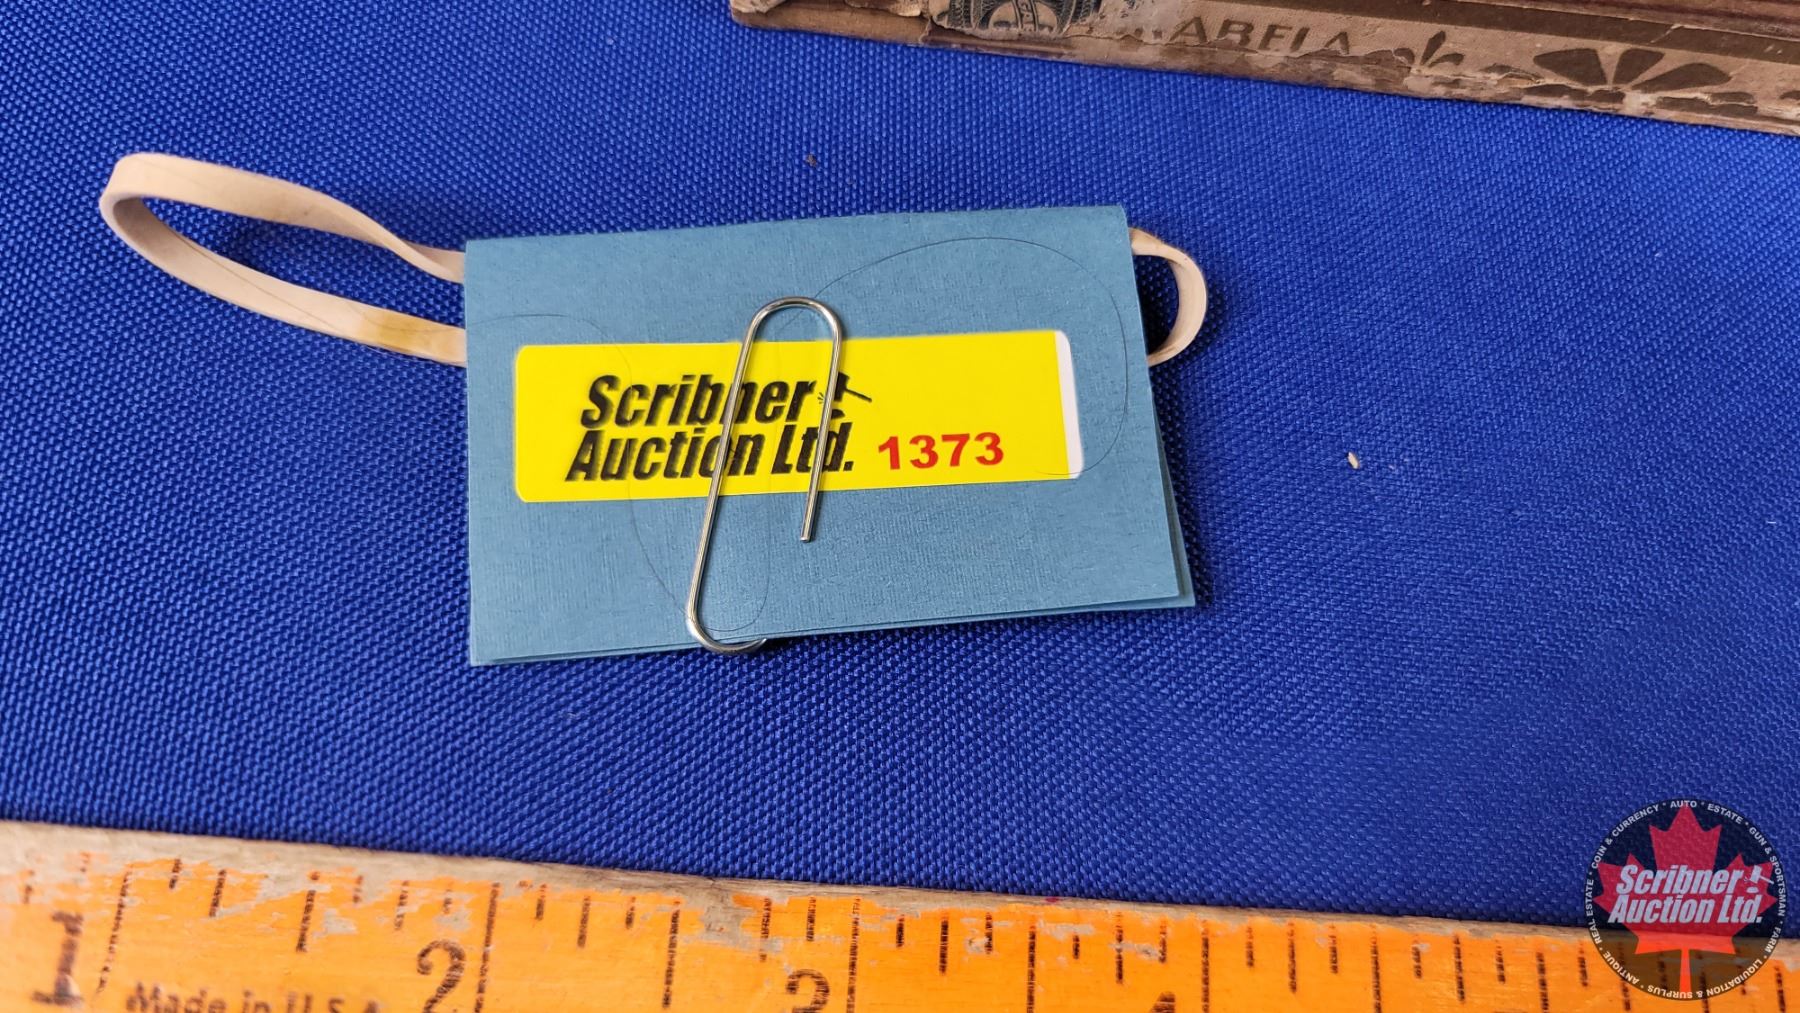 ABELA
Scribner
Auction Ltd. 1373
1 2 3 4
Made in U.S.A.
COIN & CURRENCY * AUTO * ESTATE * GUN & SPORTSMAN * FARM * LIQUIDATION & SURPLUS * ANTIQUE * REAL ESTATE *
Scribner
Auction Ltd.